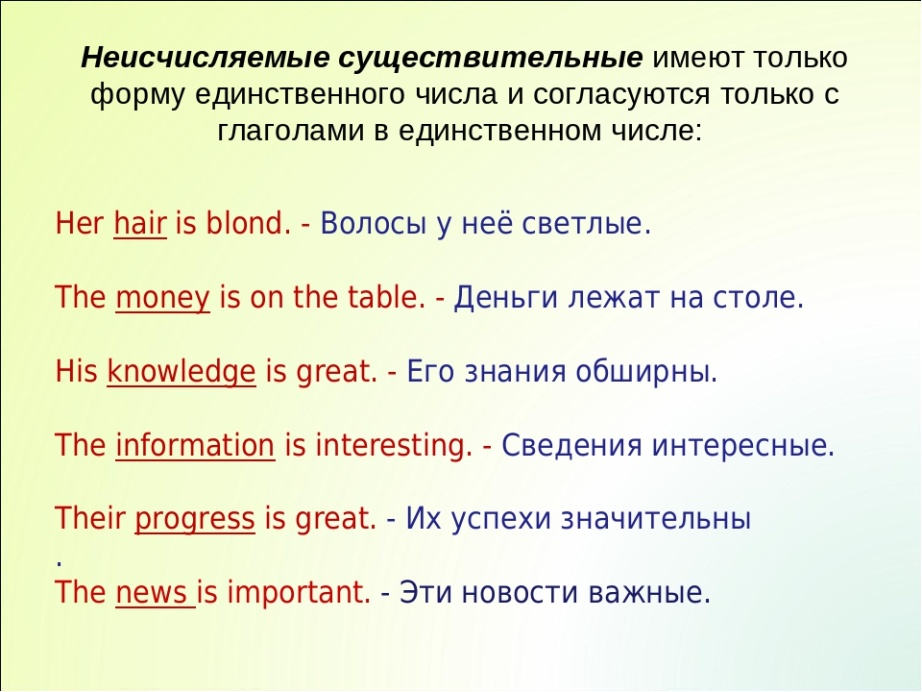 Неисчисляемые существительные имеют только
форму единственного числа и согласуются только с
глаголами в единственном числе:
Her hair is blond. - Волосы у неё светлые.
The money is on the table. - Деньги лежат на столе.
His knowledge is great. - Его знания обширны.
The information is interesting. - Сведения интересные.
Their progress is great. - Их успехи значительны
.
The news is important. - Эти новости важные.